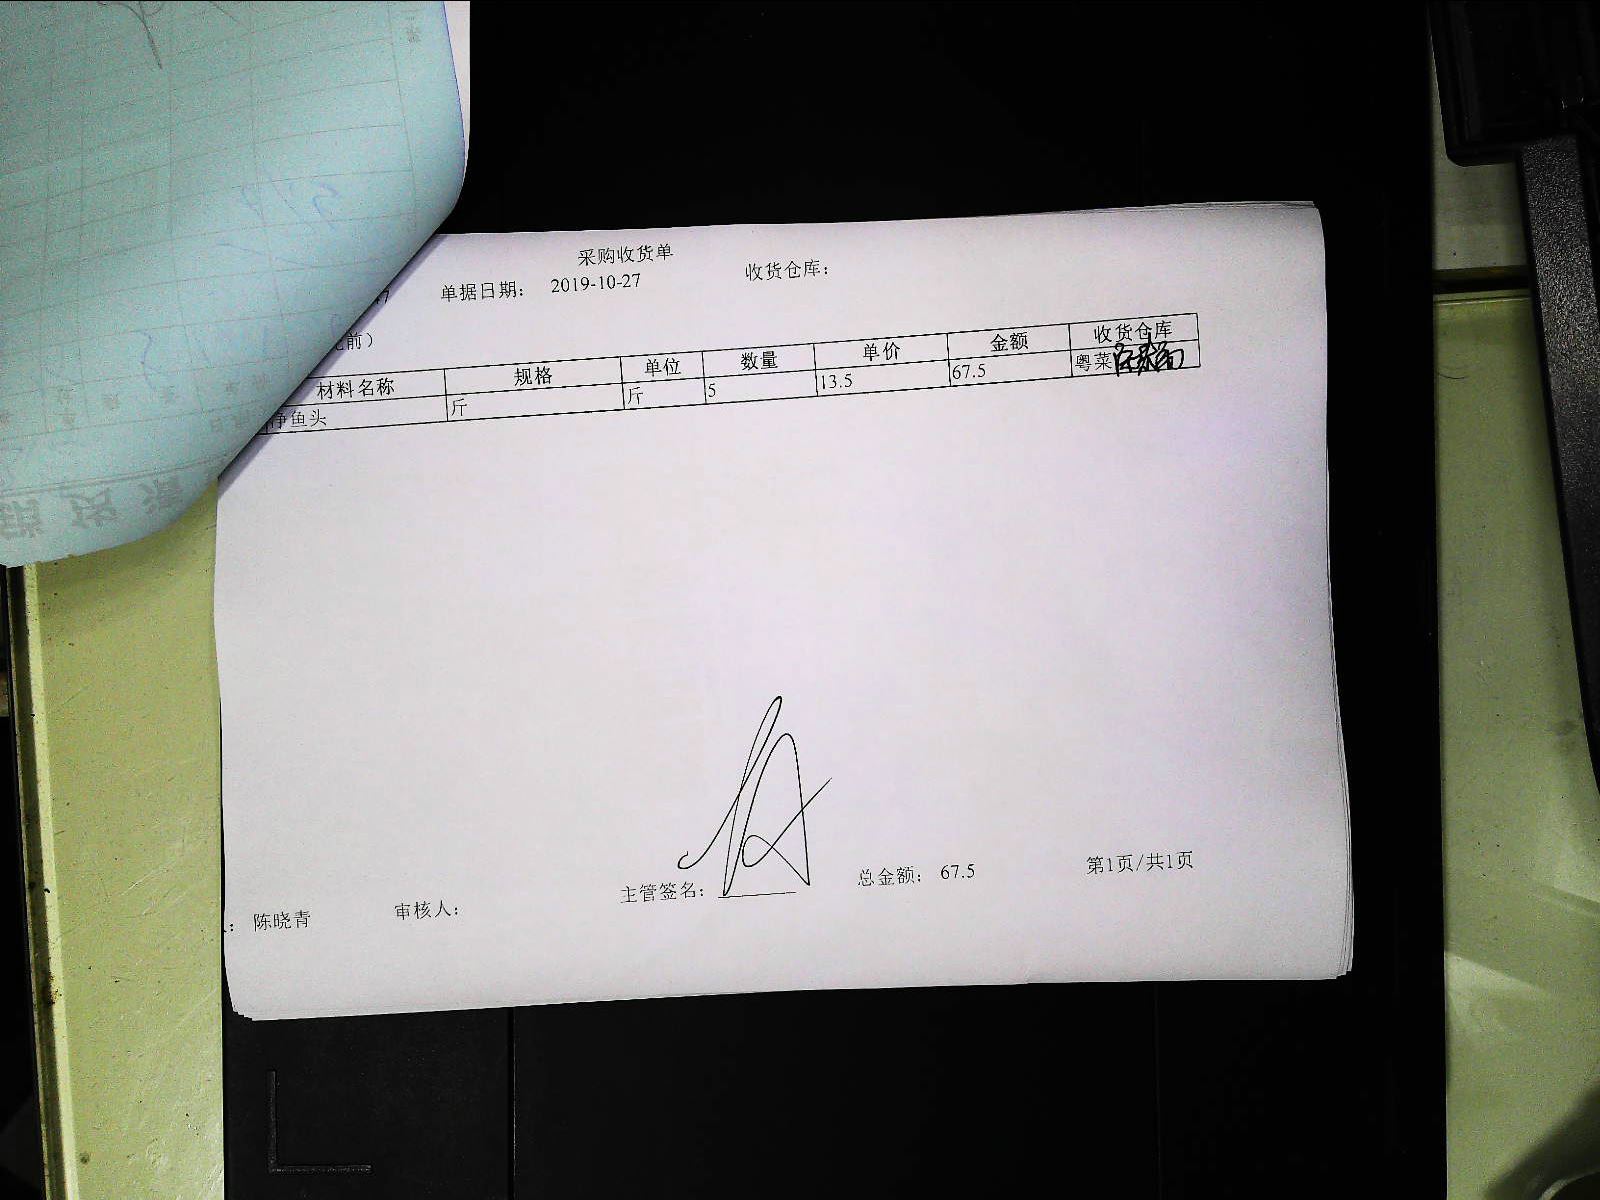 采购收货单
单据日期： 2019-10-27 收货仓库：
前）
材料名称 规格 单位 数量 单价 金额 收货仓库
净鱼头 斤 斤 5 13.5 67.5 粤菜
主管签名： 总金额： 67.5 第1页/共1页
： 陈晓青 审核人：